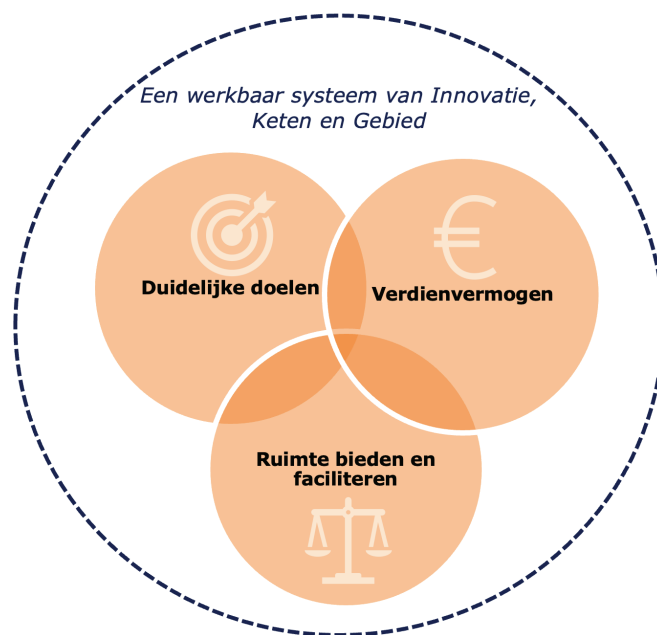 Een werkbaar systeem van Innovatie,
Keten en Gebied
Duidelijke doelen
Verdienvermogen
Ruimte bieden en
faciliteren